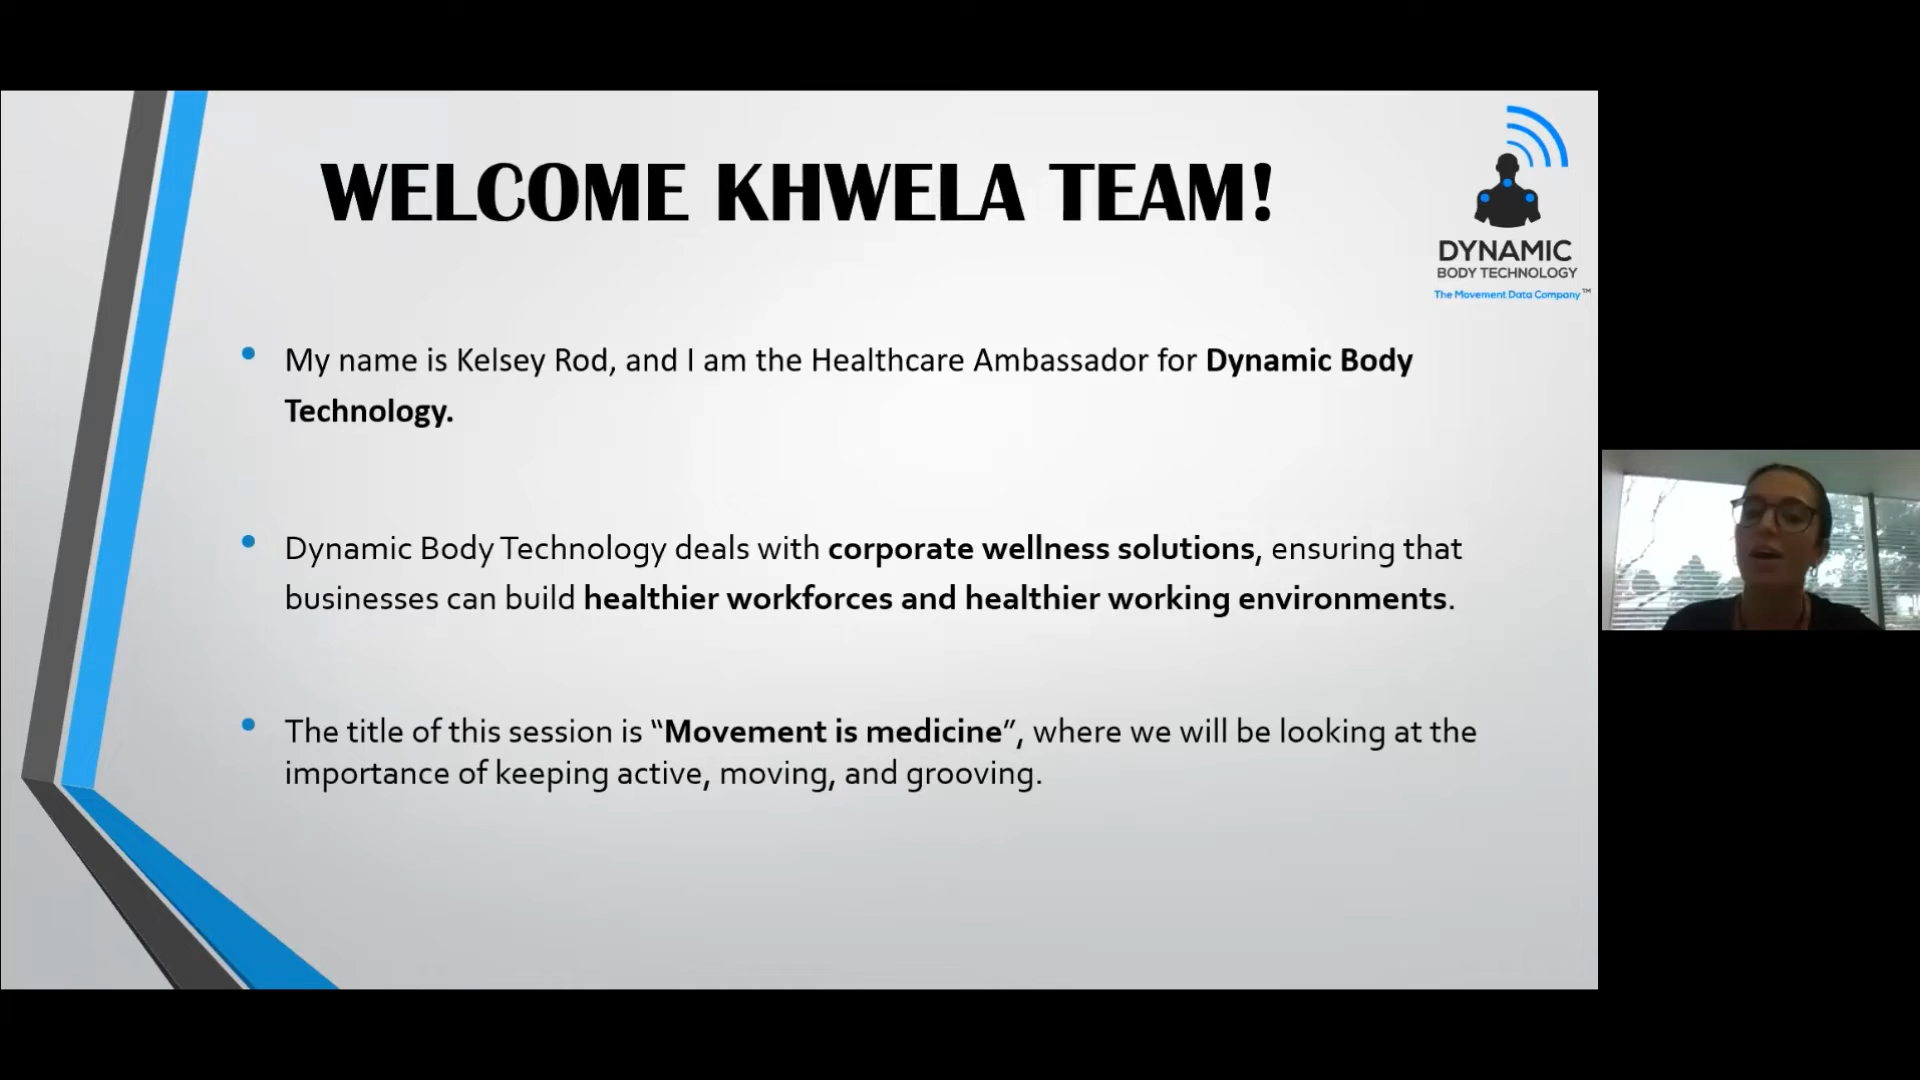 WELCOME KHWELA TEAM!
DYNAMIC
BODY TECHNOLOGY
The Movement Data Company™
• My name is Kelsey Rod, and I am the Healthcare Ambassador for Dynamic Body
Technology.
• Dynamic Body Technology deals with corporate wellness solutions, ensuring that
businesses can build healthier workforces and healthier working environments.
• The title of this session is “Movement is medicine”, where we will be looking at the
importance of keeping active, moving, and grooving.